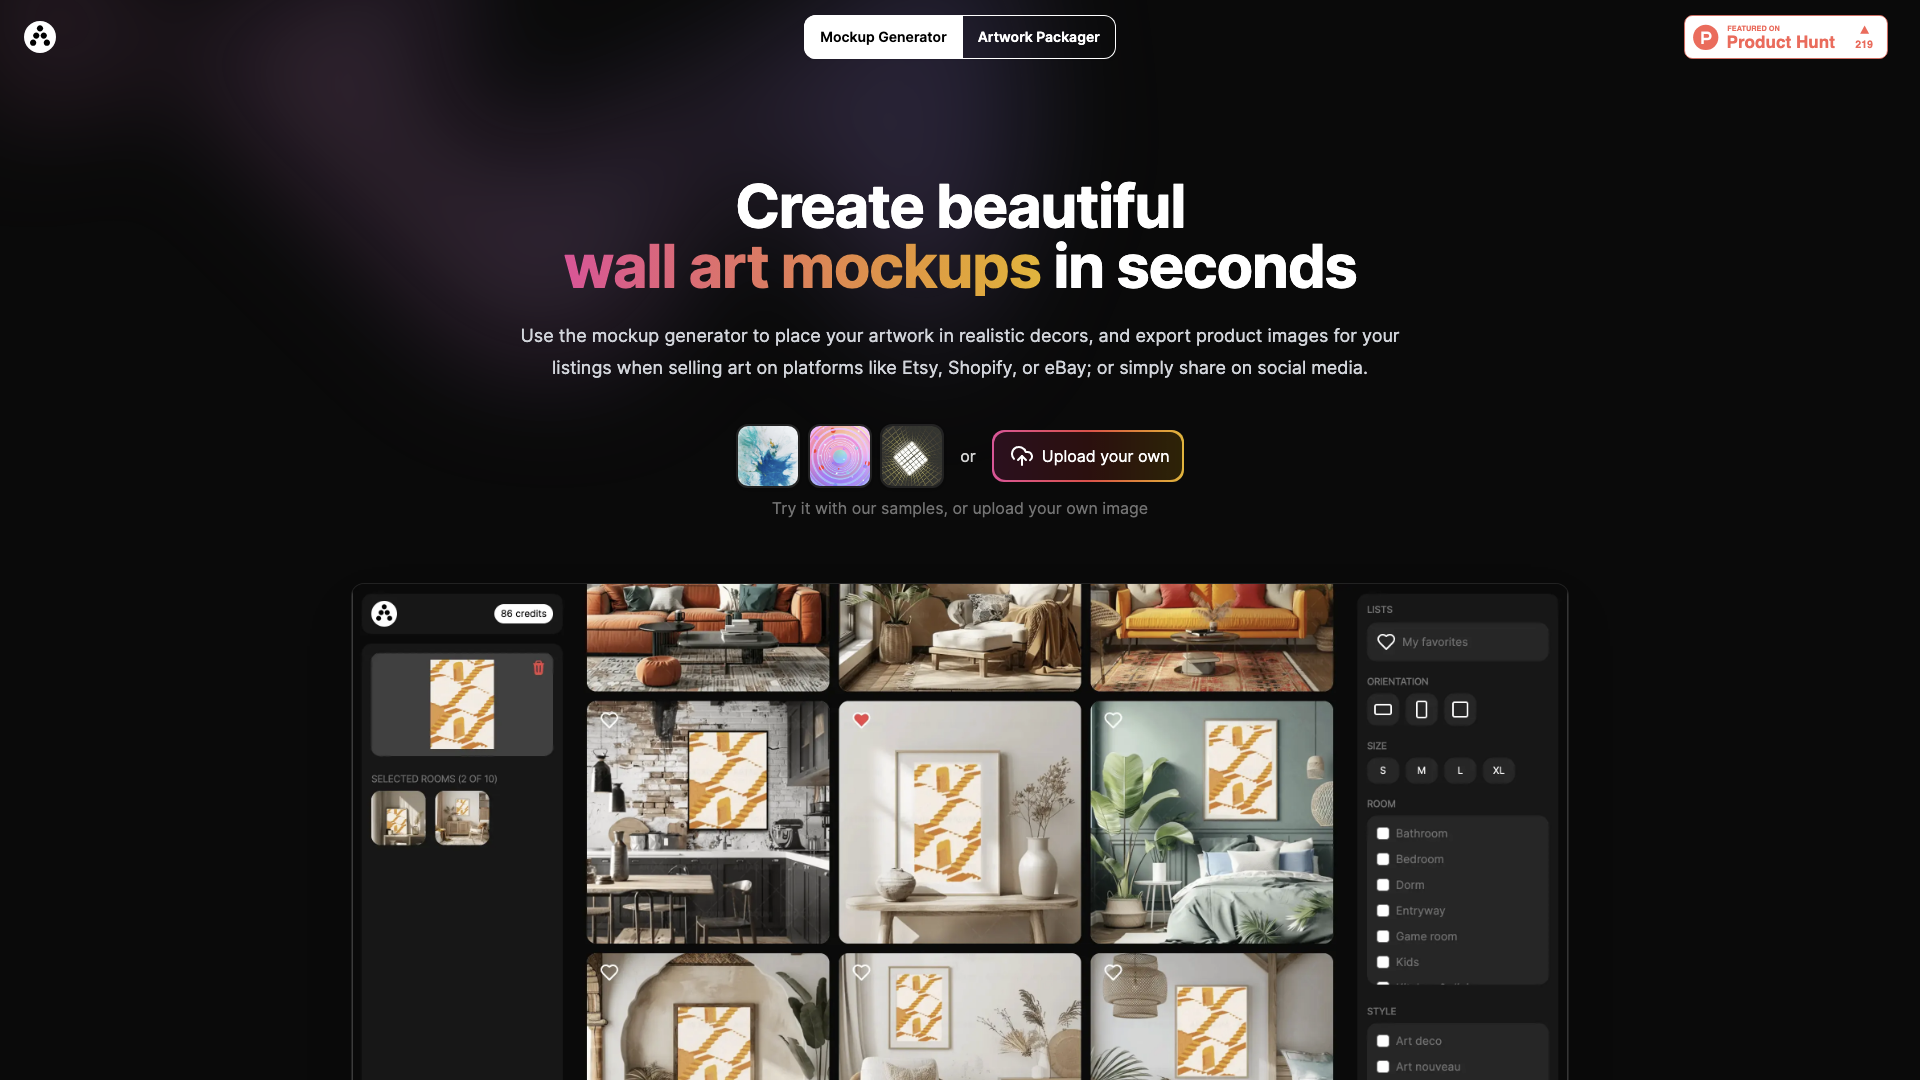 Mockup Generator
Artwork Packager
P
FEATURED ON
Product Hunt
219
Create beautiful
wall art mockups in seconds
Use the mockup generator to place your artwork in realistic decors, and export product images for your
listings when selling art on platforms like Etsy, Shopify, or eBay; or simply share on social media.
or
Upload your own
Try it with our samples, or upload your own image
86 credits
SELECTED ROOMS (2 OF 10)
LISTS
My favorites
ORIENTATION
SIZE
S M L XL
ROOM
Bathroom
Bedroom
Dorm
Entryway
Game room
Kids
STYLE
Art deco
Art nouveau